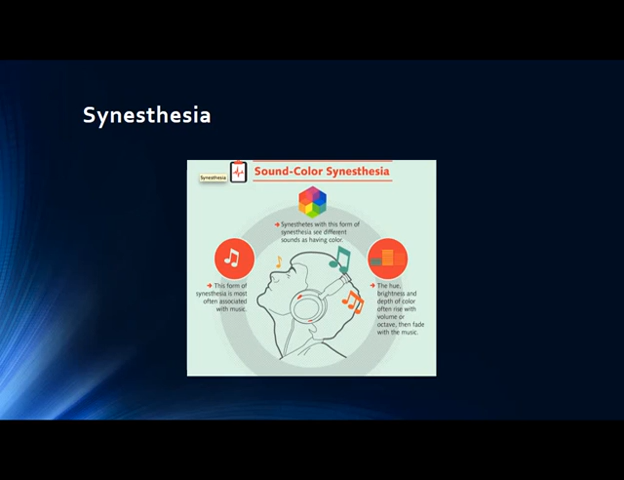 Synesthesia
Synesthesia
Sound-Color Synesthesia
Synesthetes with this form of
synesthesia see different
sounds as having color.
This form of
synesthesia is most
often associated
with music.
The hue,
brightness and
depth of color
often rise with
volume or
octave, then fade
with the music.